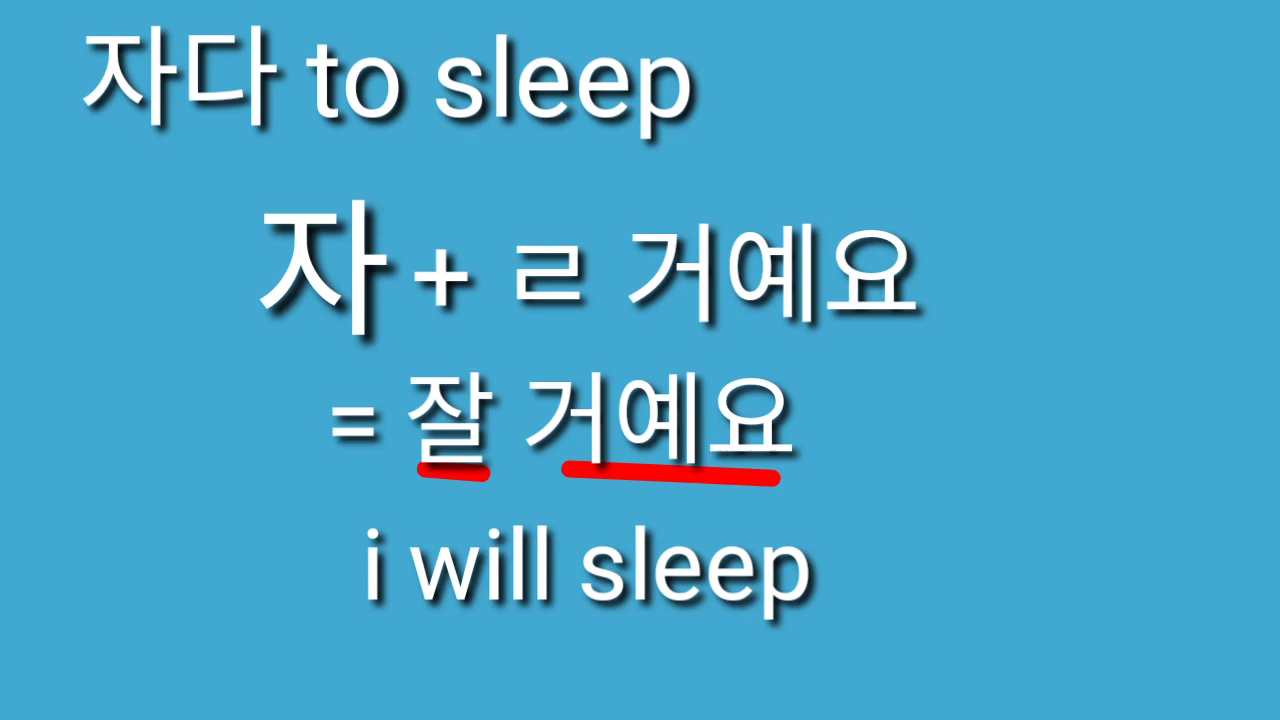 자다 to sleep
자 + ㄹ 거예요
= 잘 거예요
i will sleep